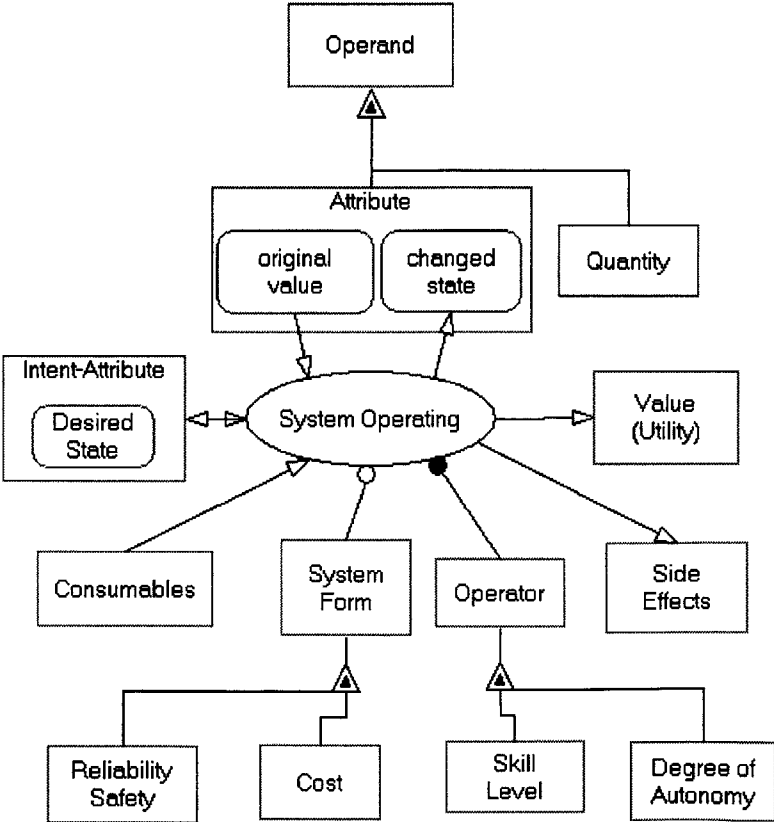 Operand
Attribute
original
value
changed
state
Quantity
Intent-Attribute
Desired
State
System Operating
Value
(Utility)
Consumables
System
Form
Operator
Side
Effects
Reliability
Safety
Cost
Skill
Level
Degree of
Autonomy